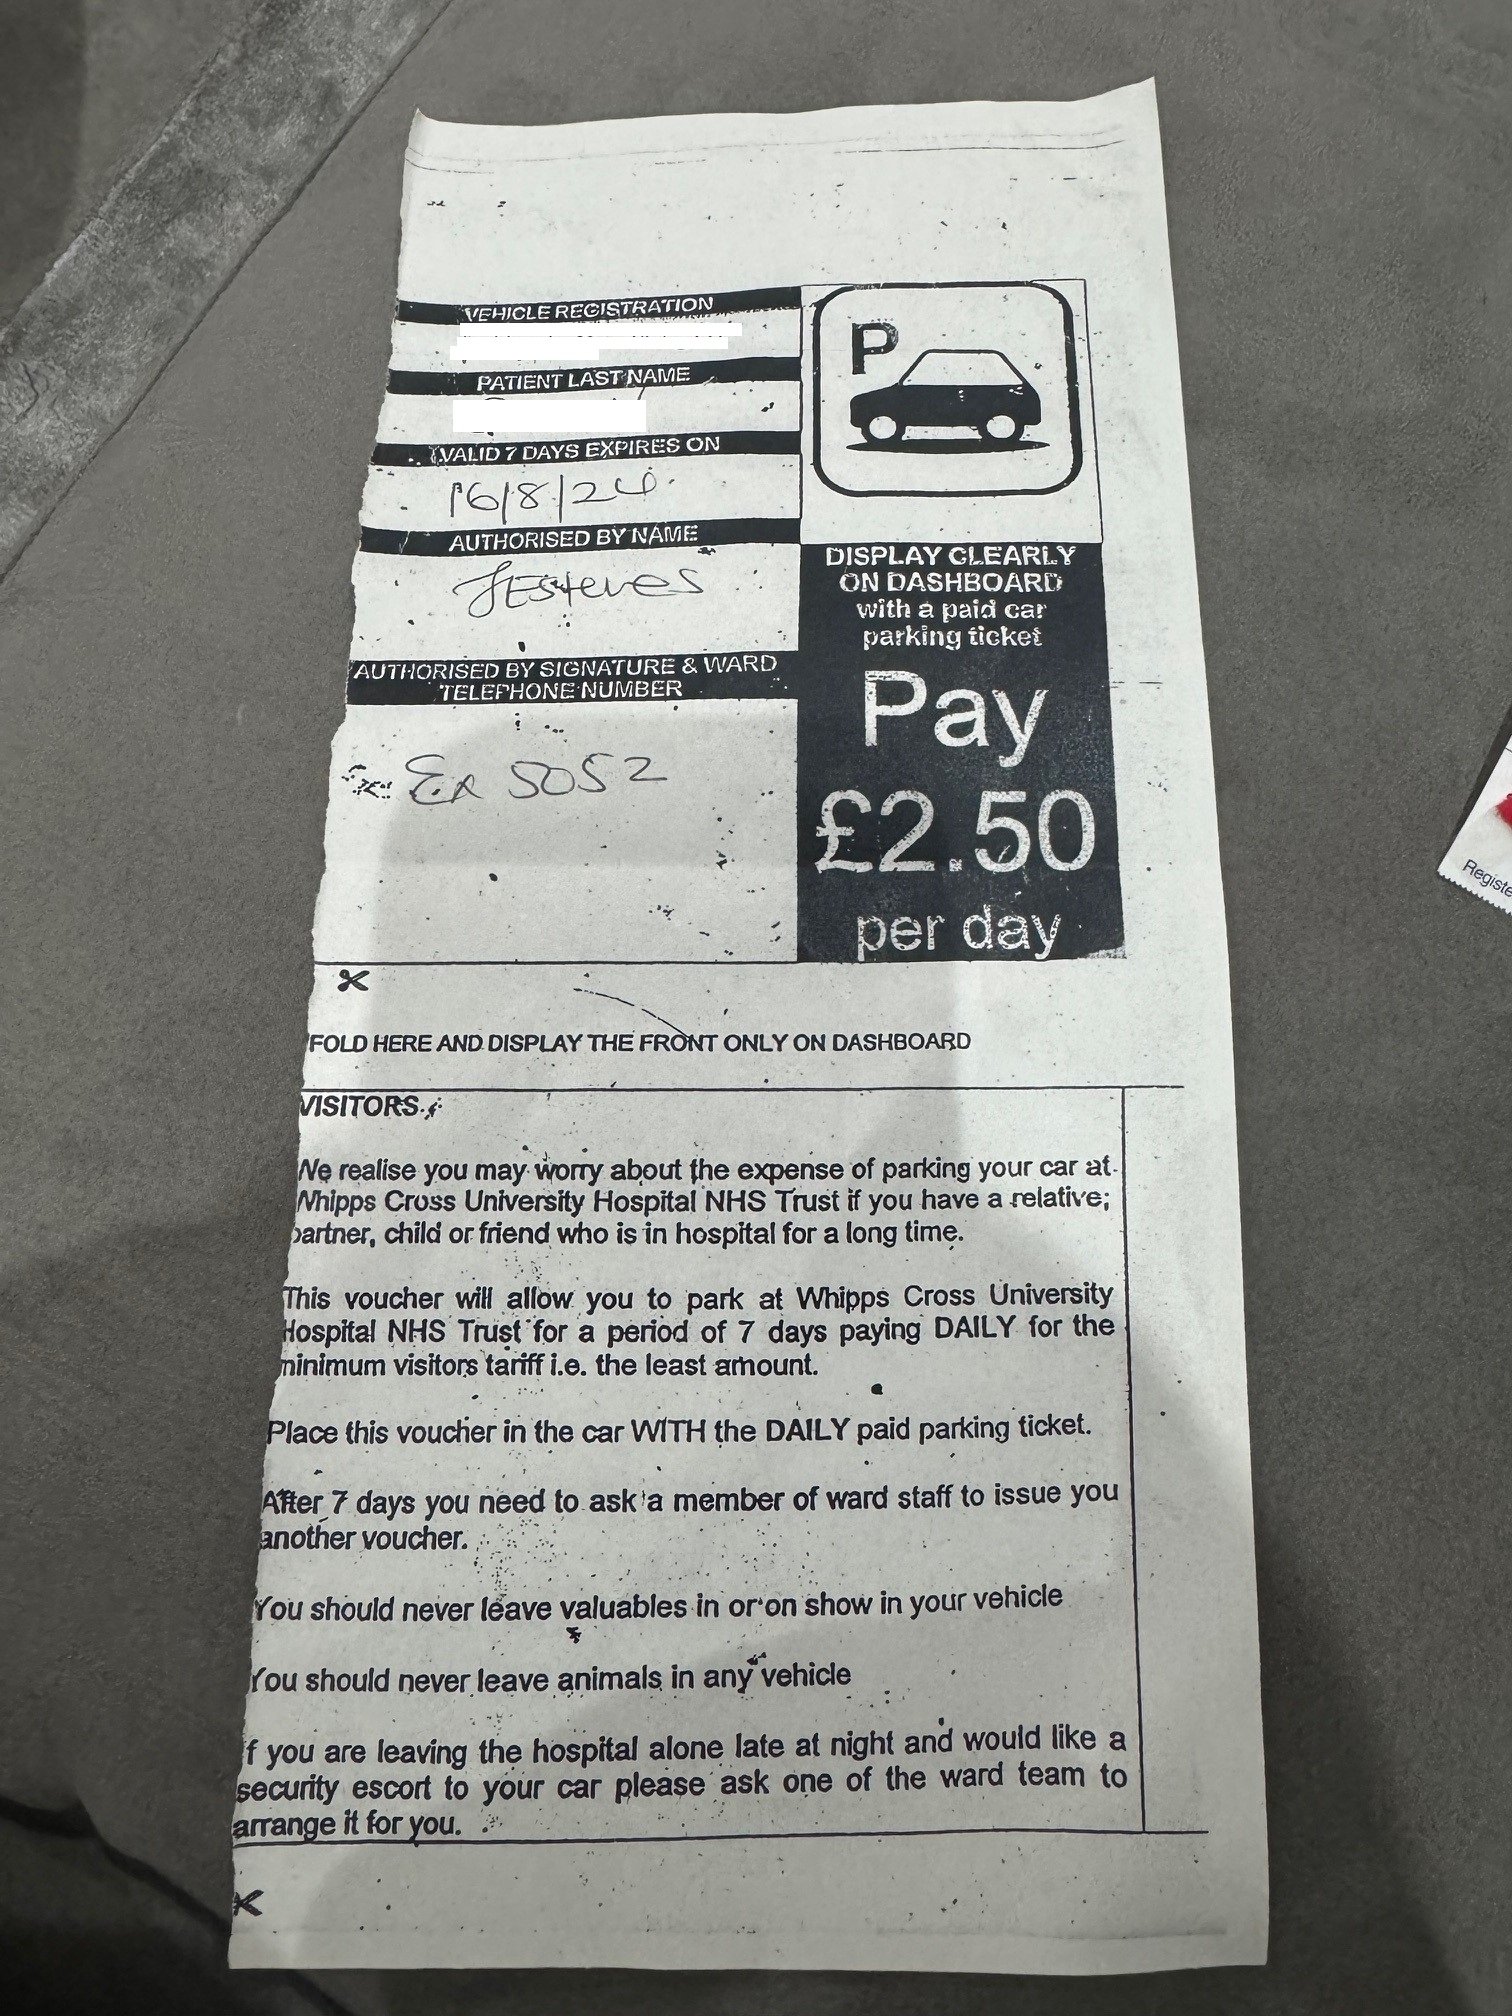 VEHICLE REGISTRATION
PATIENT LAST NAME
VALID 7 DAYS EXPIRES ON
16/8/24
AUTHORISED BY NAME
JEsteves
AUTHORISED BY SIGNATURE & WARD
TELEPHONE NUMBER
Ex 5052
P
DISPLAY CLEARLY
ON DASHBOARD
with a paid car
parking ticket
Pay
£2.50
per day
FOLD HERE AND DISPLAY THE FRONT ONLY ON DASHBOARD
VISITORS
We realise you may worry about the expense of parking your car at
Whipps Cross University Hospital NHS Trust if you have a relative,
partner, child or friend who is in hospital for a long time.
This voucher will allow you to park at Whipps Cross University
Hospital NHS Trust for a period of 7 days paying DAILY for the
minimum visitors tariff i.e. the least amount.
Place this voucher in the car WITH the DAILY paid parking ticket.
After 7 days you need to ask a member of ward staff to issue you
another voucher.
You should never leave valuables in or on show in your vehicle
You should never leave animals in any vehicle
f you are leaving the hospital alone late at night and would like a
security escort to your car please ask one of the ward team to
arrange it for you.
Registe